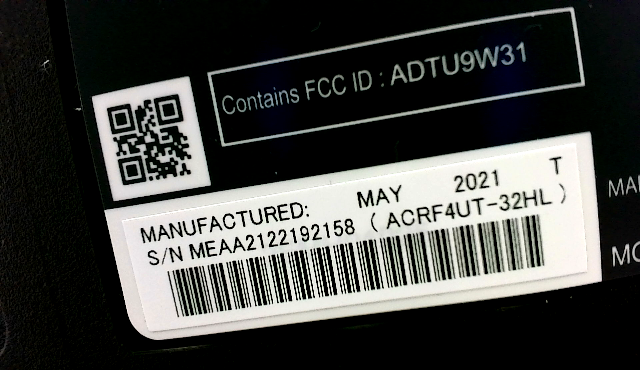 Contains FCC ID : ADTU9W31
MANUFACTURED: MAY 2021 T
S/N MEAA2122192158 ( ACRF4UT-32HL )